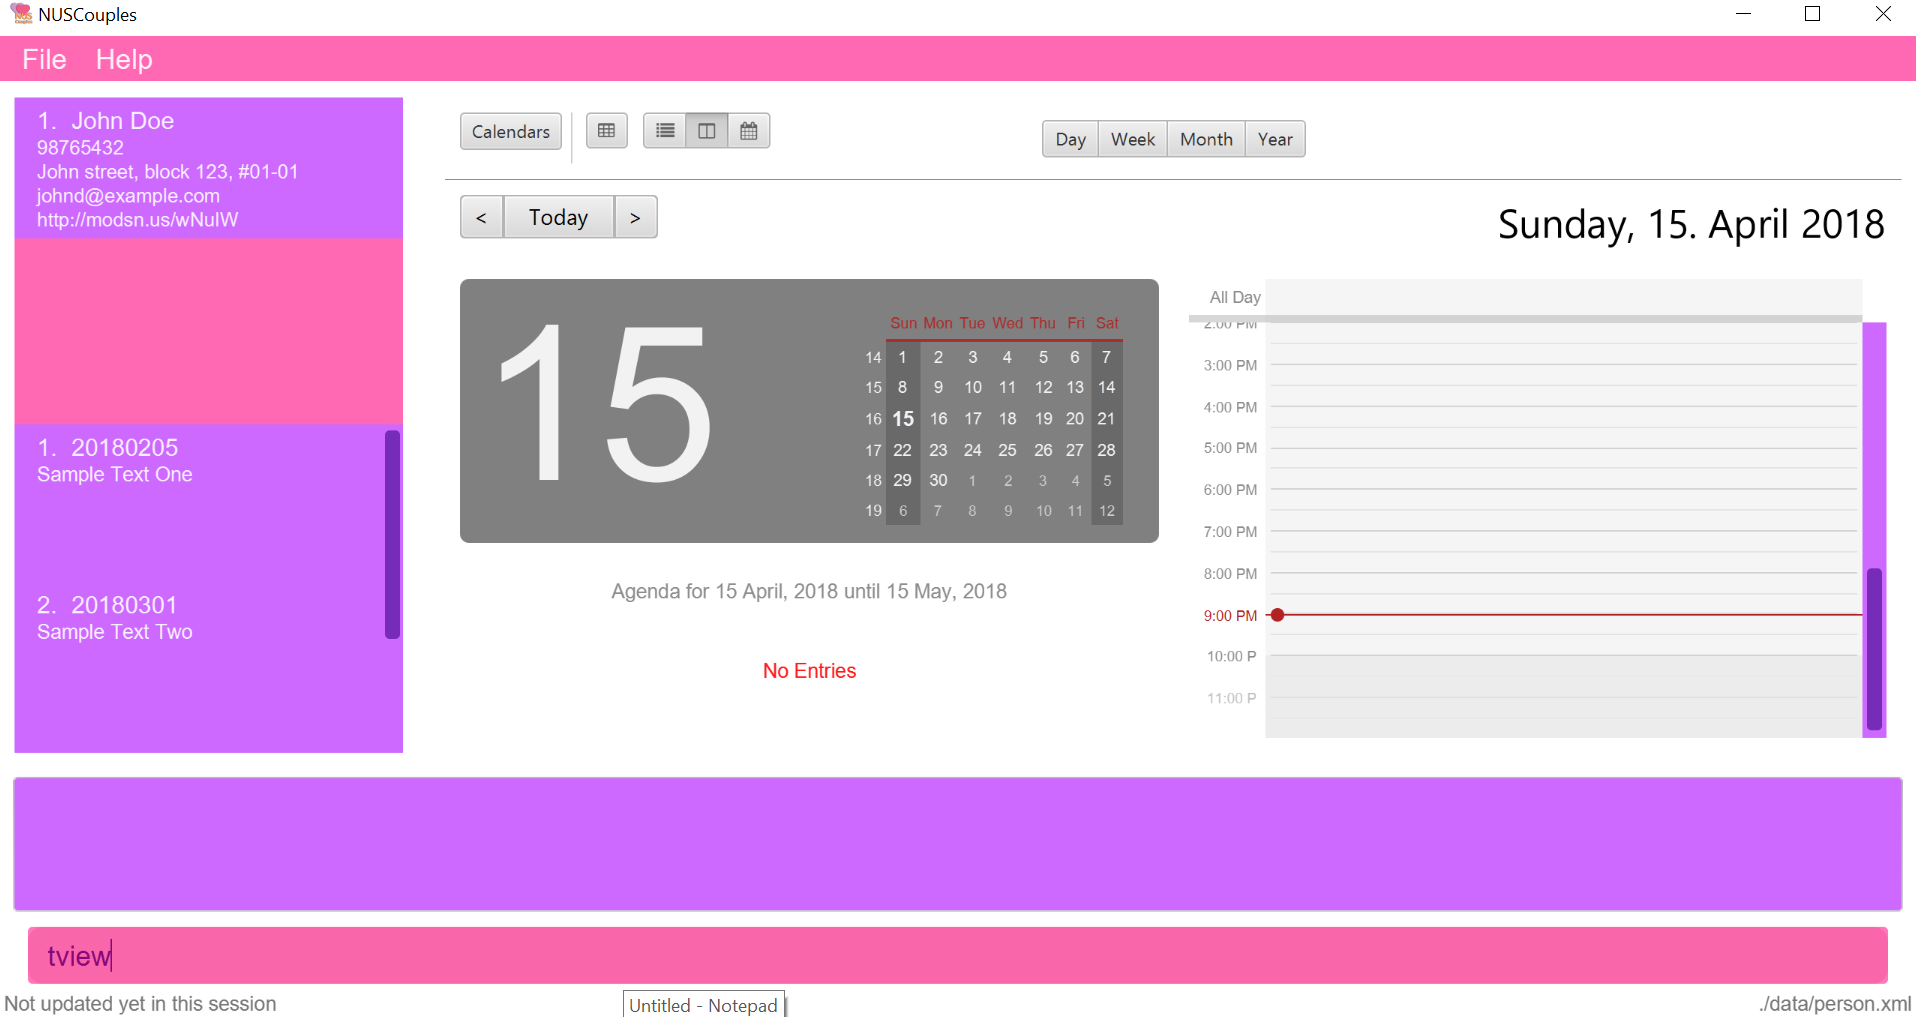 NUSCouples
File Help
1. John Doe
98765432
John street, block 123, #01-01
johnd@example.com
http://modsn.us/wNuIW
1. 20180205
Sample Text One
2. 20180301
Sample Text Two
Calendars
Day Week Month Year
< Today >
Sunday, 15. April 2018
15
Sun Mon Tue Wed Thu Fri Sat
14 1 2 3 4 5 6 7
15 8 9 10 11 12 13 14
16 15 16 17 18 19 20 21
17 22 23 24 25 26 27 28
18 29 30 1 2 3 4 5
19 6 7 8 9 10 11 12
Agenda for 15 April, 2018 until 15 May, 2018
No Entries
All Day
2:00 PM
3:00 PM
4:00 PM
5:00 PM
6:00 PM
7:00 PM
8:00 PM
9:00 PM
10:00 P
11:00 P
tview
Not updated yet in this session
Untitled - Notepad
./data/person.xml